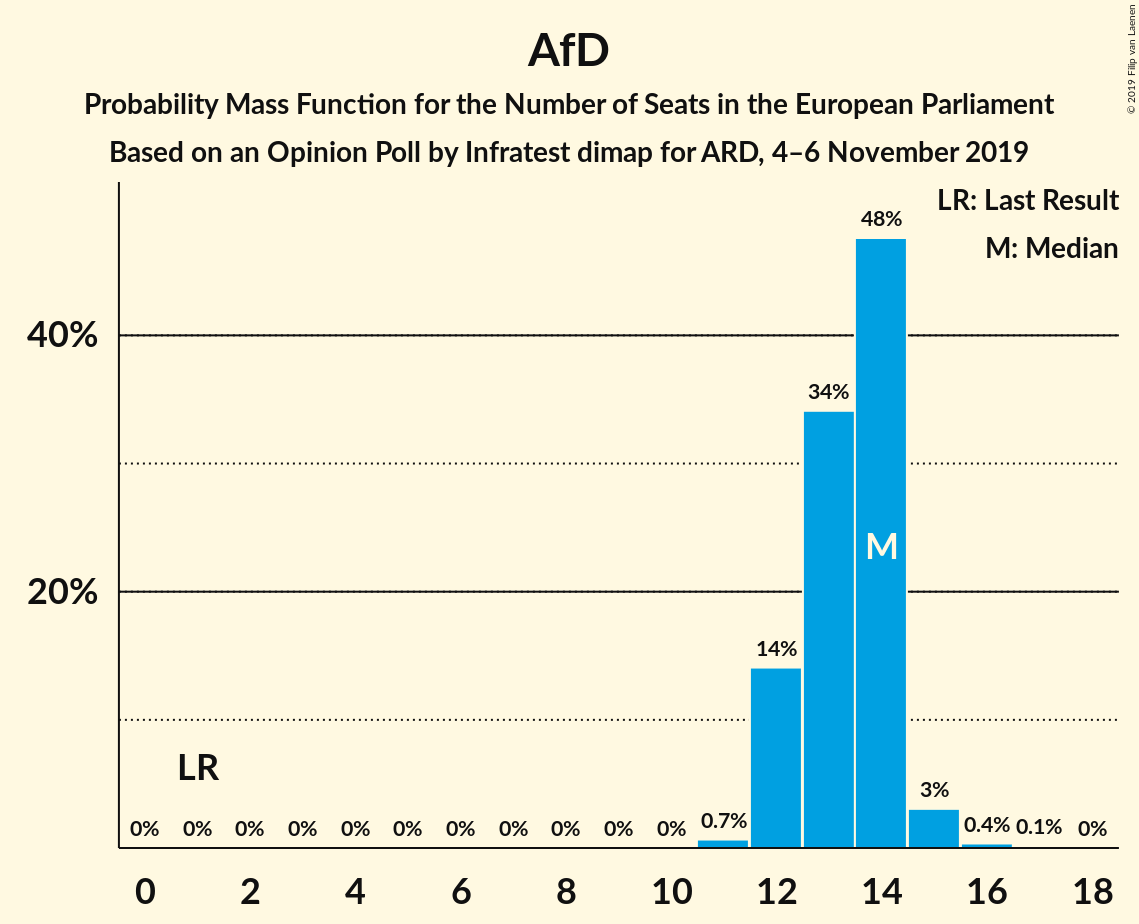 AfD
Probability Mass Function for the Number of Seats in the European Parliament
Based on an Opinion Poll by Infratest dimap for ARD, 4–6 November 2019
© 2019 Filip van Laenen
LR: Last Result
M: Median
40%
20%
LR
M
0% 0% 0% 0% 0% 0% 0% 0% 0% 0% 0% 0.7% 14% 34% 48% 3% 0.4% 0.1% 0%
0 2 4 6 8 10 12 14 16 18